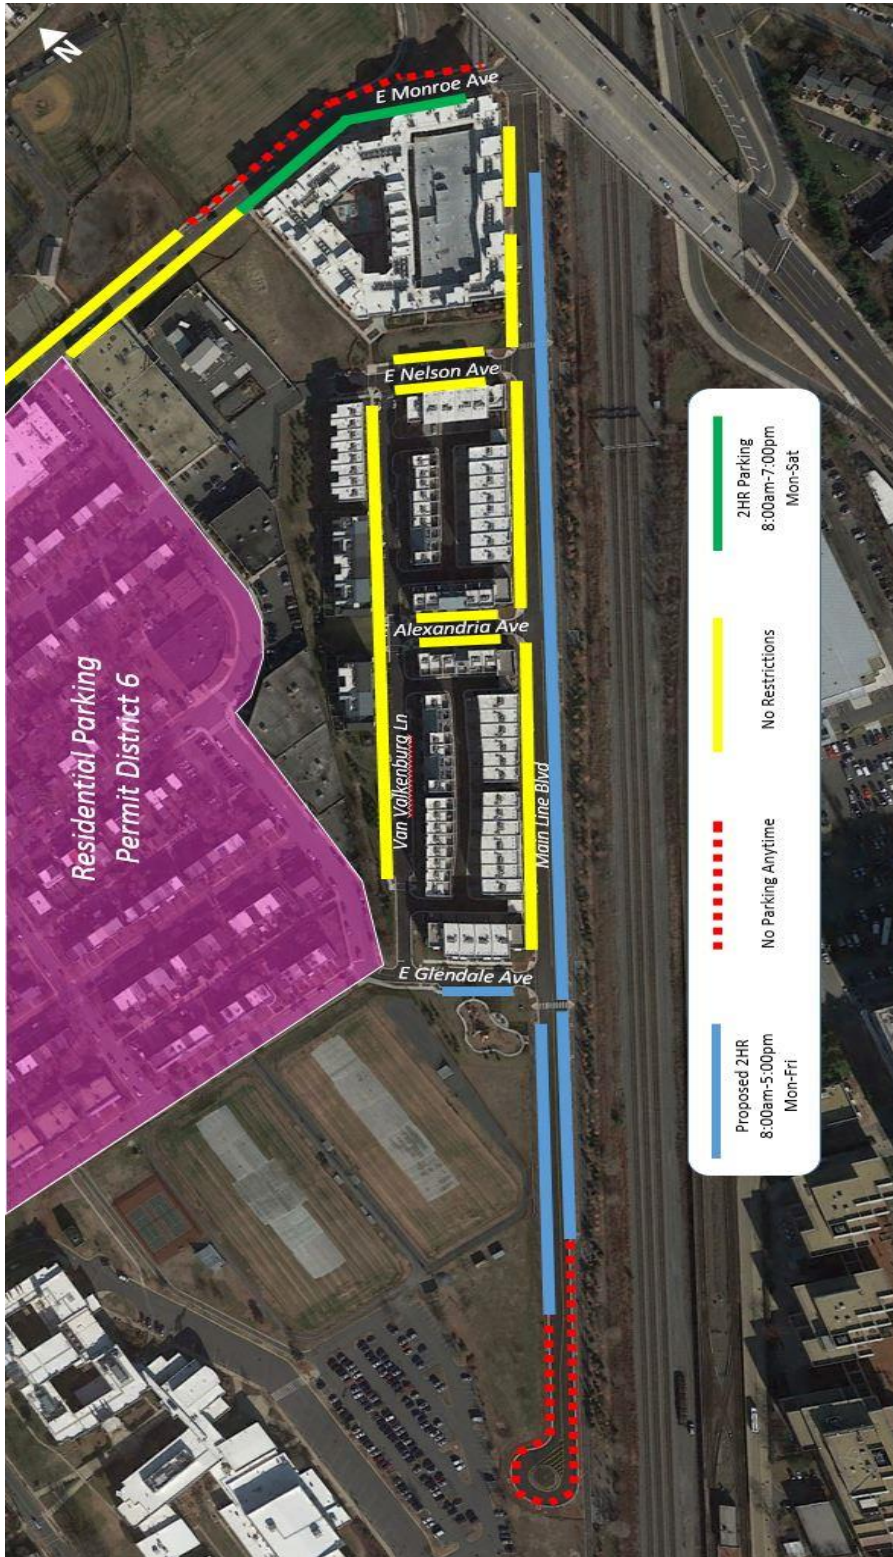 N
E Monroe Ave
E Nelson Ave
Alexandria Ave
Van Valkenburg Ln
Main Line Blvd
E Glendale Ave
Residential Parking
Permit District 6
Proposed 2HR
8:00am-5:00pm
Mon-Fri
No Parking Anytime
No Restrictions
2HR Parking
8:00am-7:00pm
Mon-Sat